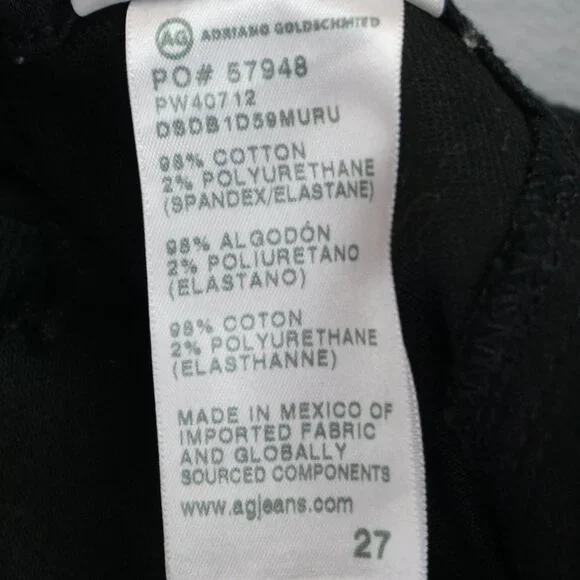 AG ADRIANO GOLDSCHMIED
PO# 57948
PW40712
DSDB1D59MURU
98% COTTON
2% POLYURETHANE
(SPANDEX/ELASTANE)
98% ALGODÓN
2% POLIURETANO
(ELASTANO)
98% COTON
2% POLYURETHANE
(ELASTHANNE)
MADE IN MEXICO OF
IMPORTED FABRIC
AND GLOBALLY
SOURCED COMPONENTS
www.agjeans.com
27